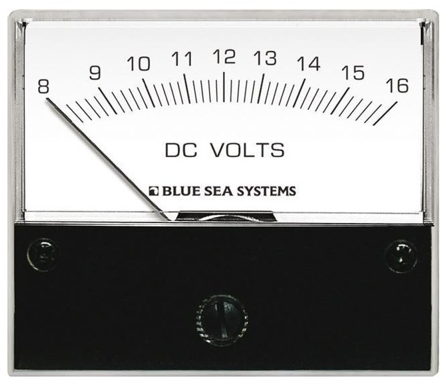 8 9 10 11 12 13 14 15 16
DC VOLTS
BLUE SEA SYSTEMS